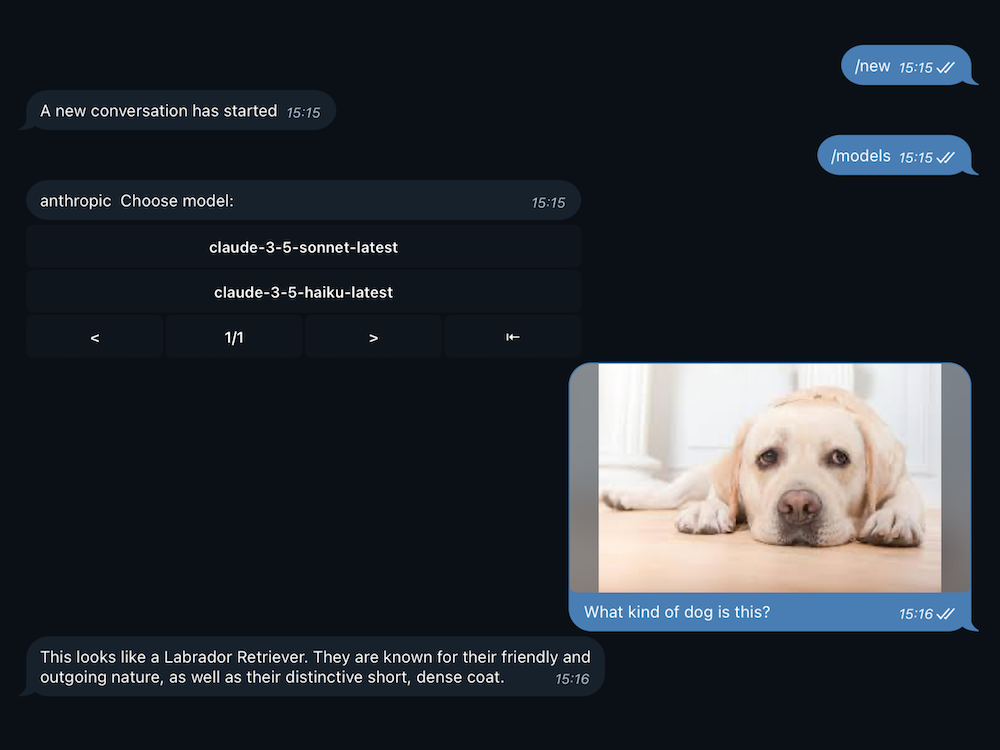 /new 15:15
A new conversation has started 15:15
/models 15:15
anthropic Choose model: 15:15
claude-3-5-sonnet-latest
claude-3-5-haiku-latest
< 1/1 > ⇤
What kind of dog is this? 15:16
This looks like a Labrador Retriever. They are known for their friendly and
outgoing nature, as well as their distinctive short, dense coat. 15:16